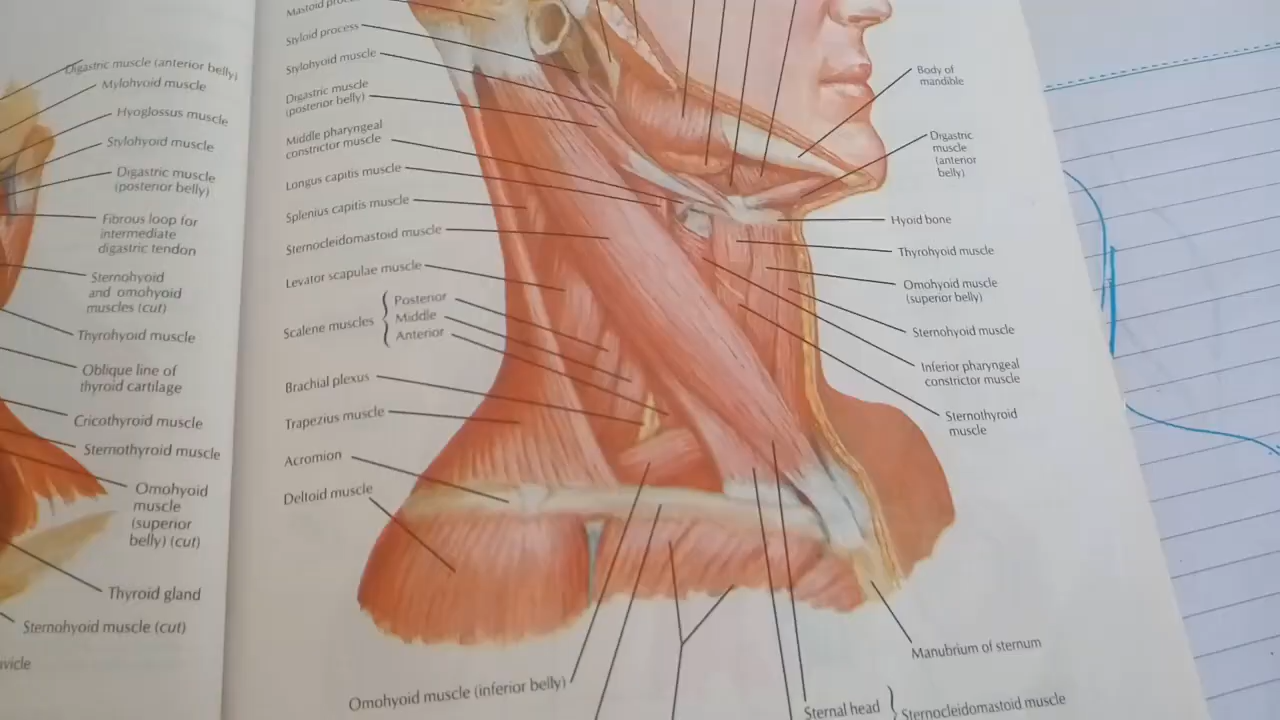 Digastric muscle (anterior belly)
Mylohyoid muscle
Hyoglossus muscle
Stylohyoid muscle
Digastric muscle
(posterior belly)
Fibrous loop for
intermediate
digastric tendon
Sternohyoid
and omohyoid
muscles (cut)
Thyrohyoid muscle
Oblique line of
thyroid cartilage
Cricothyroid muscle
Sternothyroid muscle
Omohyoid
muscle
(superior
belly) (cut)
Thyroid gland
Sternohyoid muscle (cut)
Mastoid
Styloid process
Stylohyoid muscle
Digastric muscle
(posterior belly)
Middle pharyngeal
constrictor muscle
Longus capitis muscle
Splenius capitis muscle
Sternocleidomastoid muscle
Levator scapulae muscle
Scalene muscles { Posterior
Middle
Anterior
Brachial plexus
Trapezius muscle
Acromion
Deltoid muscle
Omohyoid muscle (inferior belly)
Body of
mandible
Digastric
muscle
(anterior
belly)
Hyoid bone
Thyrohyoid muscle
Omohyoid muscle
(superior belly)
Sternohyoid muscle
Inferior pharyngeal
constrictor muscle
Sternothyroid
muscle
Manubrium of sternum
Sternal head } Sternocleidomastoid muscle